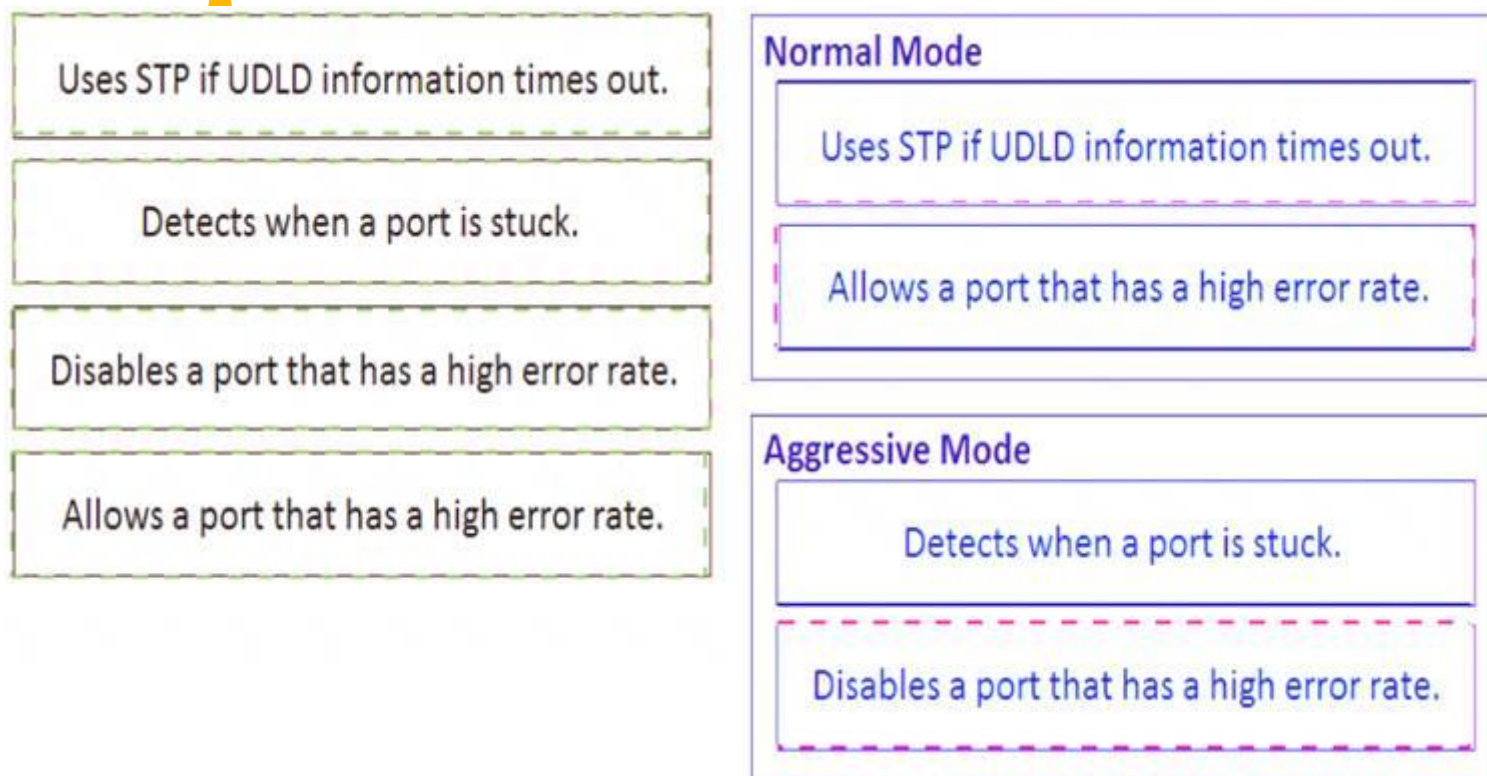 Uses STP if UDLD information times out.
Detects when a port is stuck.
Disables a port that has a high error rate.
Allows a port that has a high error rate.
Normal Mode
Uses STP if UDLD information times out.
Allows a port that has a high error rate.
Aggressive Mode
Detects when a port is stuck.
Disables a port that has a high error rate.